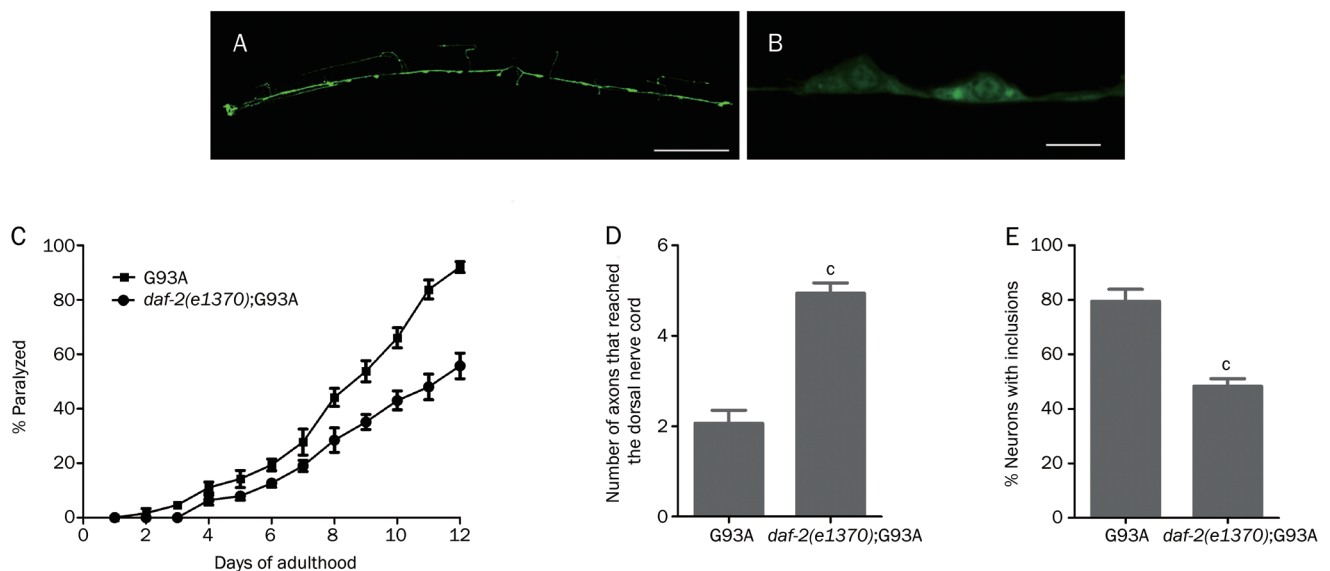 A
B
C
% Paralyzed
100
80
60
40
20
0
G93A
daf-2(e1370);G93A
0 2 4 6 8 10 12
Days of adulthood
D
Number of axons that reached
the dorsal nerve cord
6
4
2
0
c
G93A daf-2(e1370);G93A
E
% Neurons with inclusions
100
80
60
40
20
0
c
G93A daf-2(e1370);G93A